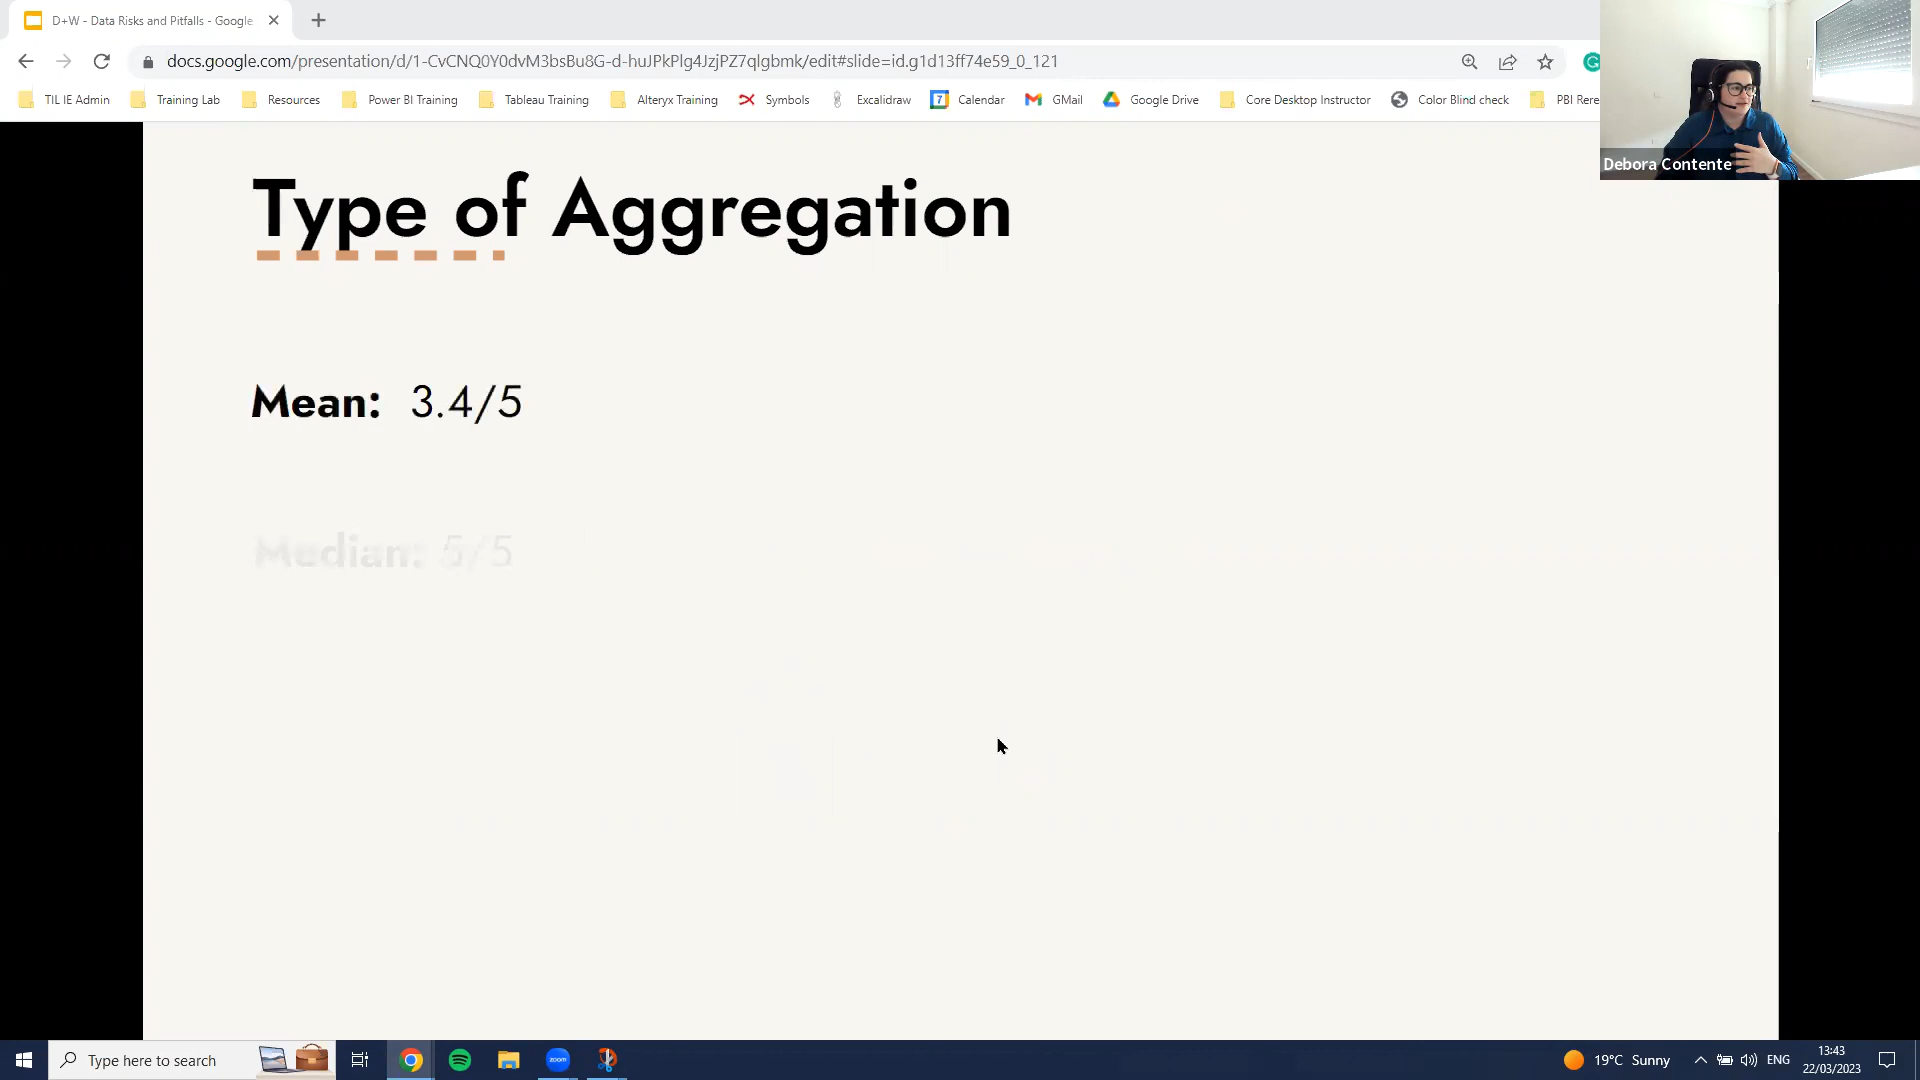 D+W - Data Risks and Pitfalls - Google
docs.google.com/presentation/d/1-CvCNQ0Y0dvM3bsBu8G-d-huJPkPlg4JzjPZ7qlgbmk/edit#slide=id.g1d13ff74e59_0_121
TIL IE Admin
Training Lab
Resources
Power BI Training
Tableau Training
Alteryx Training
Symbols
Excalidraw
7
Calendar
GMail
Google Drive
Core Desktop Instructor
Color Blind check
PBI Rere
Debora Contente
Type of Aggregation
Mean: 3.4/5
Median: 5/5
Type here to search
zoom
19°C Sunny
ENG
13:43
22/03/2023